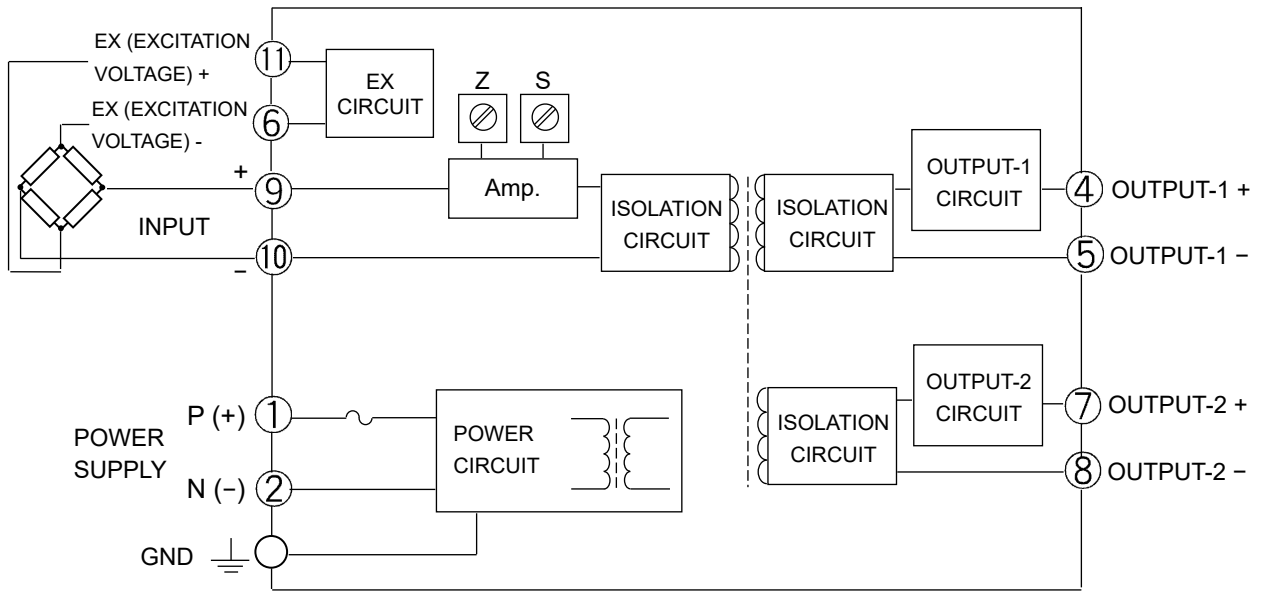 EX (EXCITATION
VOLTAGE) +
11
EX
CIRCUIT
EX (EXCITATION
VOLTAGE) -
6
Z
S
+
9
Amp.
INPUT
10
−
ISOLATION
CIRCUIT
ISOLATION
CIRCUIT
OUTPUT-1
CIRCUIT
4
OUTPUT-1 +
5
OUTPUT-1 −
POWER
SUPPLY
P (+)
1
N (−)
2
GND
POWER
CIRCUIT
ISOLATION
CIRCUIT
OUTPUT-2
CIRCUIT
7
OUTPUT-2 +
8
OUTPUT-2 −